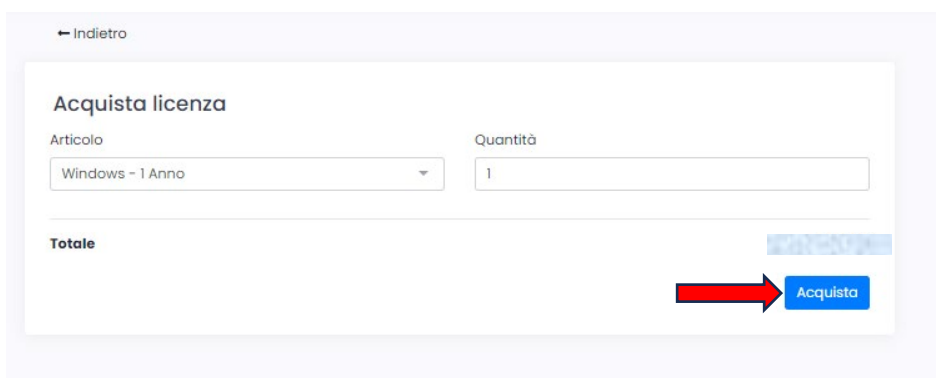 ← Indietro
Acquista licenza
Articolo
Quantità
Windows - 1 Anno
1
Totale
Acquista